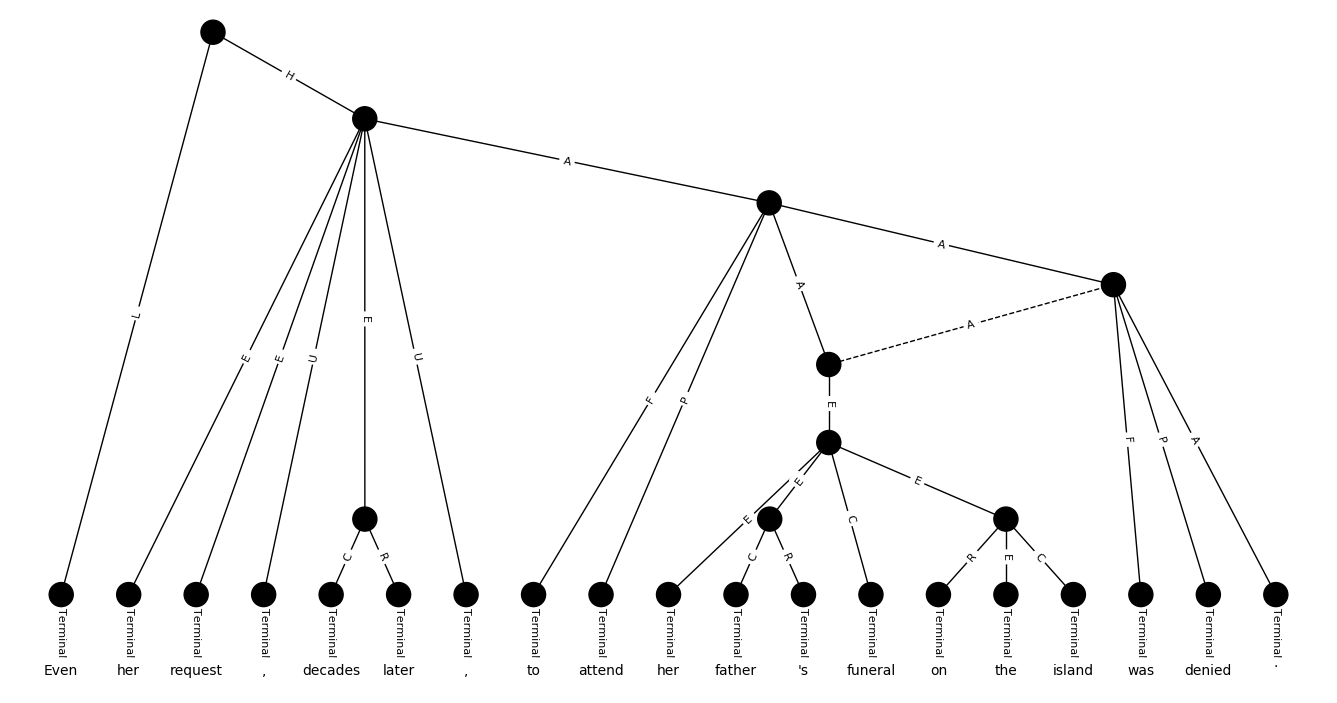 H
A
A
L
E
E
U
E
U
F
P
A
A
E
F
P
A
E
E
C
E
C
R
C
R
R
E
C
Terminal Terminal Terminal Terminal Terminal Terminal Terminal Terminal Terminal Terminal Terminal Terminal Terminal Terminal Terminal Terminal Terminal Terminal Terminal
Even her request , decades later , to attend her father 's funeral on the island was denied .